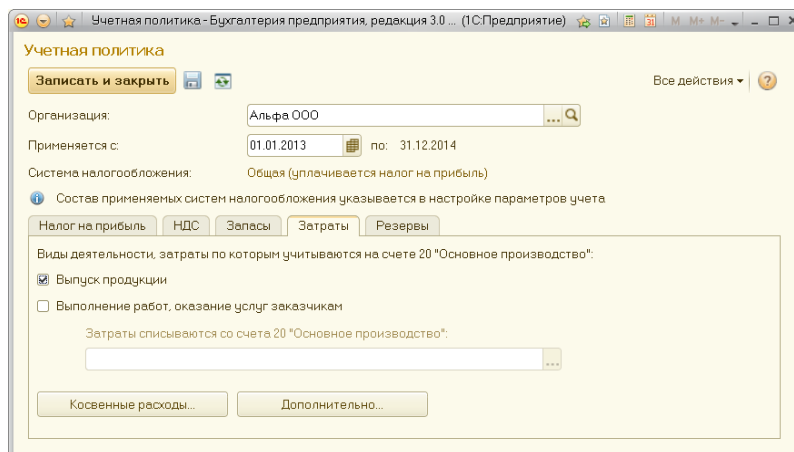 Учетная политика - Бухгалтерия предприятия, редакция 3.0 ... (1С:Предприятие) M M+ M-
Учетная политика
Записать и закрыть Все действия ?
Организация: Альфа ООО ...
Применяется с: 01.01.2013 по: 31.12.2014
Система налогообложения: Общая (уплачивается налог на прибыль)
Состав применяемых систем налогообложения указывается в настройке параметров учета
Налог на прибыль НДС Запасы Затраты Резервы
Виды деятельности, затраты по которым учитываются на счете 20 "Основное производство":
Выпуск продукции
Выполнение работ, оказание услуг заказчикам
Затраты списываются со счета 20 "Основное производство":
...
Косвенные расходы... Дополнительно...